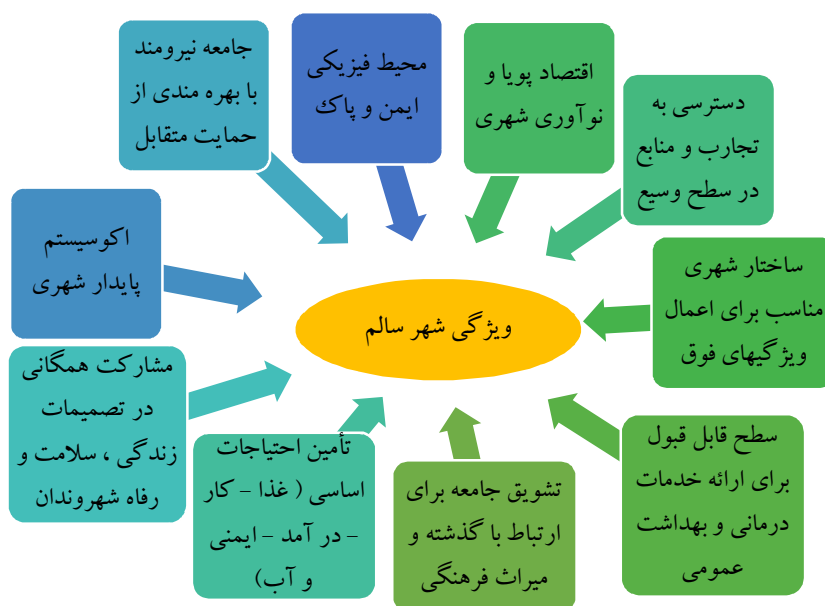 جامعه نیرومند
با بهره مندی از
حمایت متقابل
محیط فیزیکی
ایمن و پاک
اقتصاد پویا و
نوآوری شهری
دسترسی به
تجارب و منابع
در سطح وسیع
اکوسیستم
پایدار شهری
ویژگی شهر سالم
ساختار شهری
مناسب برای اعمال
ویژگیهای فوق
مشارکت همگانی
در تصمیمات
زندگی ، سلامت و
رفاه شهروندان
تأمین احتیاجات
اساسی ( غذا – کار
– در آمد – ایمنی
و آب)
تشویق جامعه برای
ارتباط با گذشته و
میراث فرهنگی
سطح قابل قبول
برای ارائه خدمات
درمانی و بهداشت
عمومی